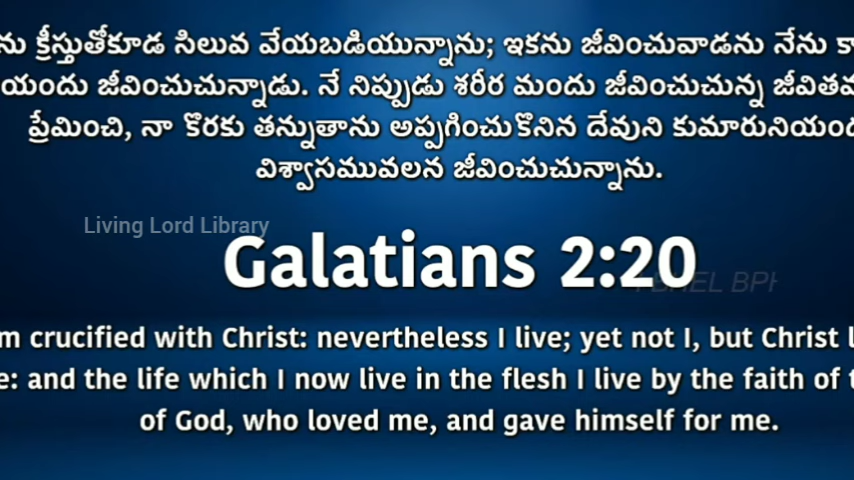 ను క్రీస్తుతోకూడ సిలువ వేయబడియున్నాను; ఇకను జీవించువాడను నేను కా
యందు జీవించుచున్నాడు. నే నిప్పుడు శరీర మందు జీవించుచున్న జీవితమ
ప్రేమించి, నా కొరకు తన్నుతాను అప్పగించుకొనిన దేవుని కుమారునియంద
విశ్వాసమువలన జీవించుచున్నాను.
Living Lord Library
Galatians 2:20
BPH
m crucified with Christ: nevertheless I live; yet not I, but Christ l
e: and the life which I now live in the flesh I live by the faith of t
of God, who loved me, and gave himself for me.